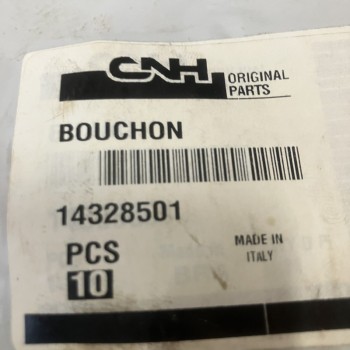 CNH ORIGINAL
PARTS
BOUCHON
14328501
PCS MADE IN
10 ITALY